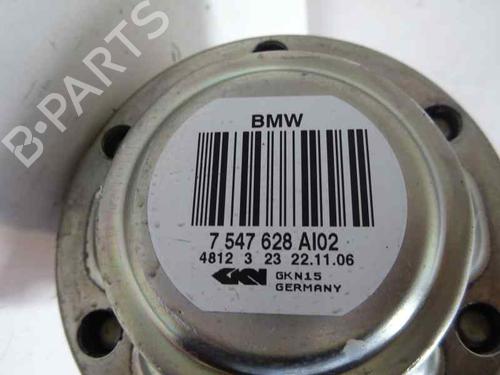 B-PARTS
BMW
7 547 628 AI02
4812 3 23 22.11.06
GKN GKN15
GERMANY